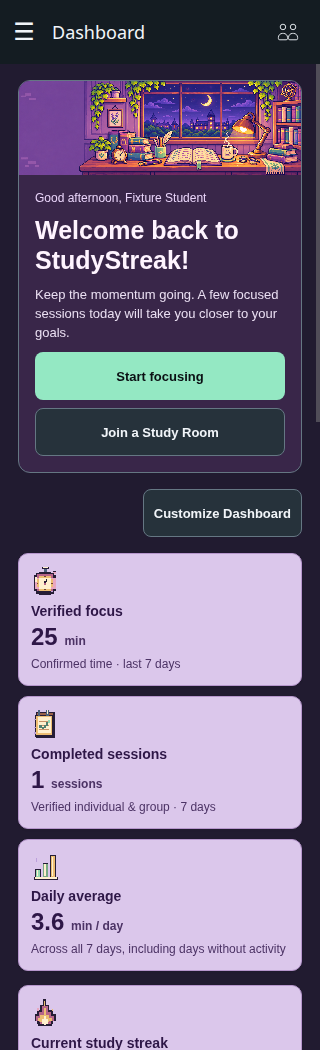 Dashboard
Good afternoon, Fixture Student
Welcome back to
StudyStreak!
Keep the momentum going. A few focused
sessions today will take you closer to your
goals.
Start focusing
Join a Study Room
Customize Dashboard
Verified focus
25 min
Confirmed time · last 7 days
Completed sessions
1 sessions
Verified individual & group · 7 days
Daily average
3.6 min / day
Across all 7 days, including days without activity
Current study streak